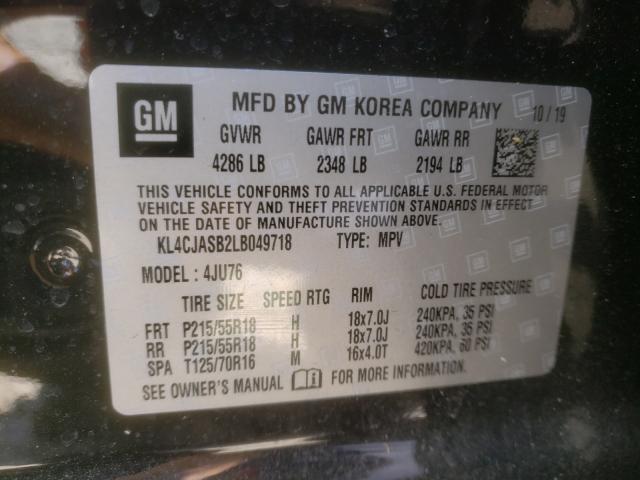 GM
MFD BY GM KOREA COMPANY 10/19
GVWR GAWR FRT GAWR RR
4286 LB 2348 LB 2194 LB
THIS VEHICLE CONFORMS TO ALL APPLICABLE U.S. FEDERAL MOTOR
VEHICLE SAFETY AND THEFT PREVENTION STANDARDS IN EFFECT
ON THE DATE OF MANUFACTURE SHOWN ABOVE.
KL4CJASB2LB049718 TYPE: MPV
MODEL: 4JU76
TIRE SIZE SPEED RTG RIM COLD TIRE PRESSURE
FRT P215/55R18 H 18x7.0J 240KPA, 35 PSI
RR P215/55R18 H 18x7.0J 240KPA, 35 PSI
SPA T125/70R16 M 16x4.0T 420KPA, 60 PSI
SEE OWNER'S MANUAL FOR MORE INFORMATION.